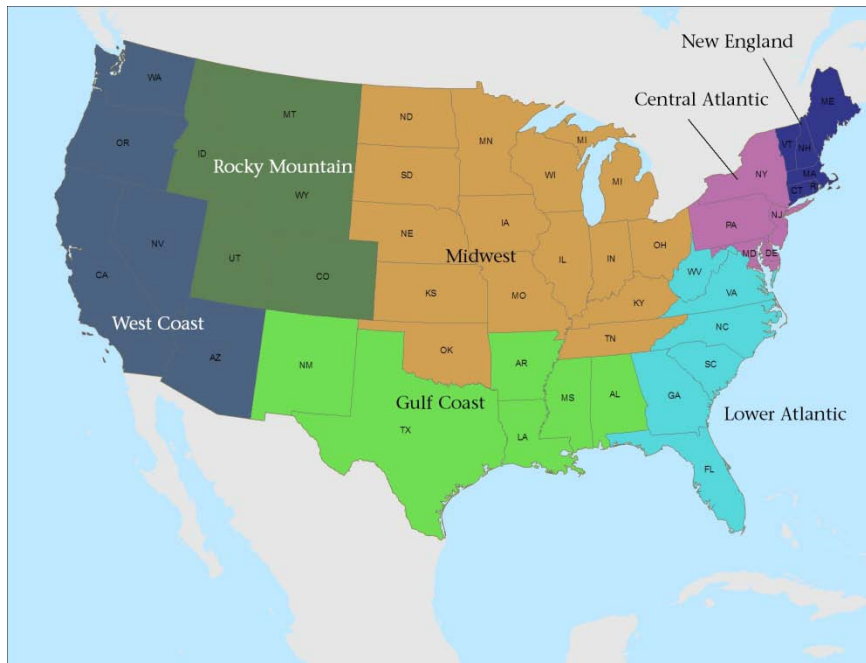 New England
Central Atlantic
WA
MT
ND
MN
MI
ME
VT
NH
OR
ID
Rocky Mountain
SD
WI
MI
NY
MA
CT
RI
WY
IA
PA
NJ
NE
NV
UT
CO
Midwest
IL
IN
OH
MD
DE
WV
VA
CA
KS
MO
KY
West Coast
NC
TN
AZ
NM
OK
AR
SC
Gulf Coast
MS
AL
GA
Lower Atlantic
TX
LA
FL